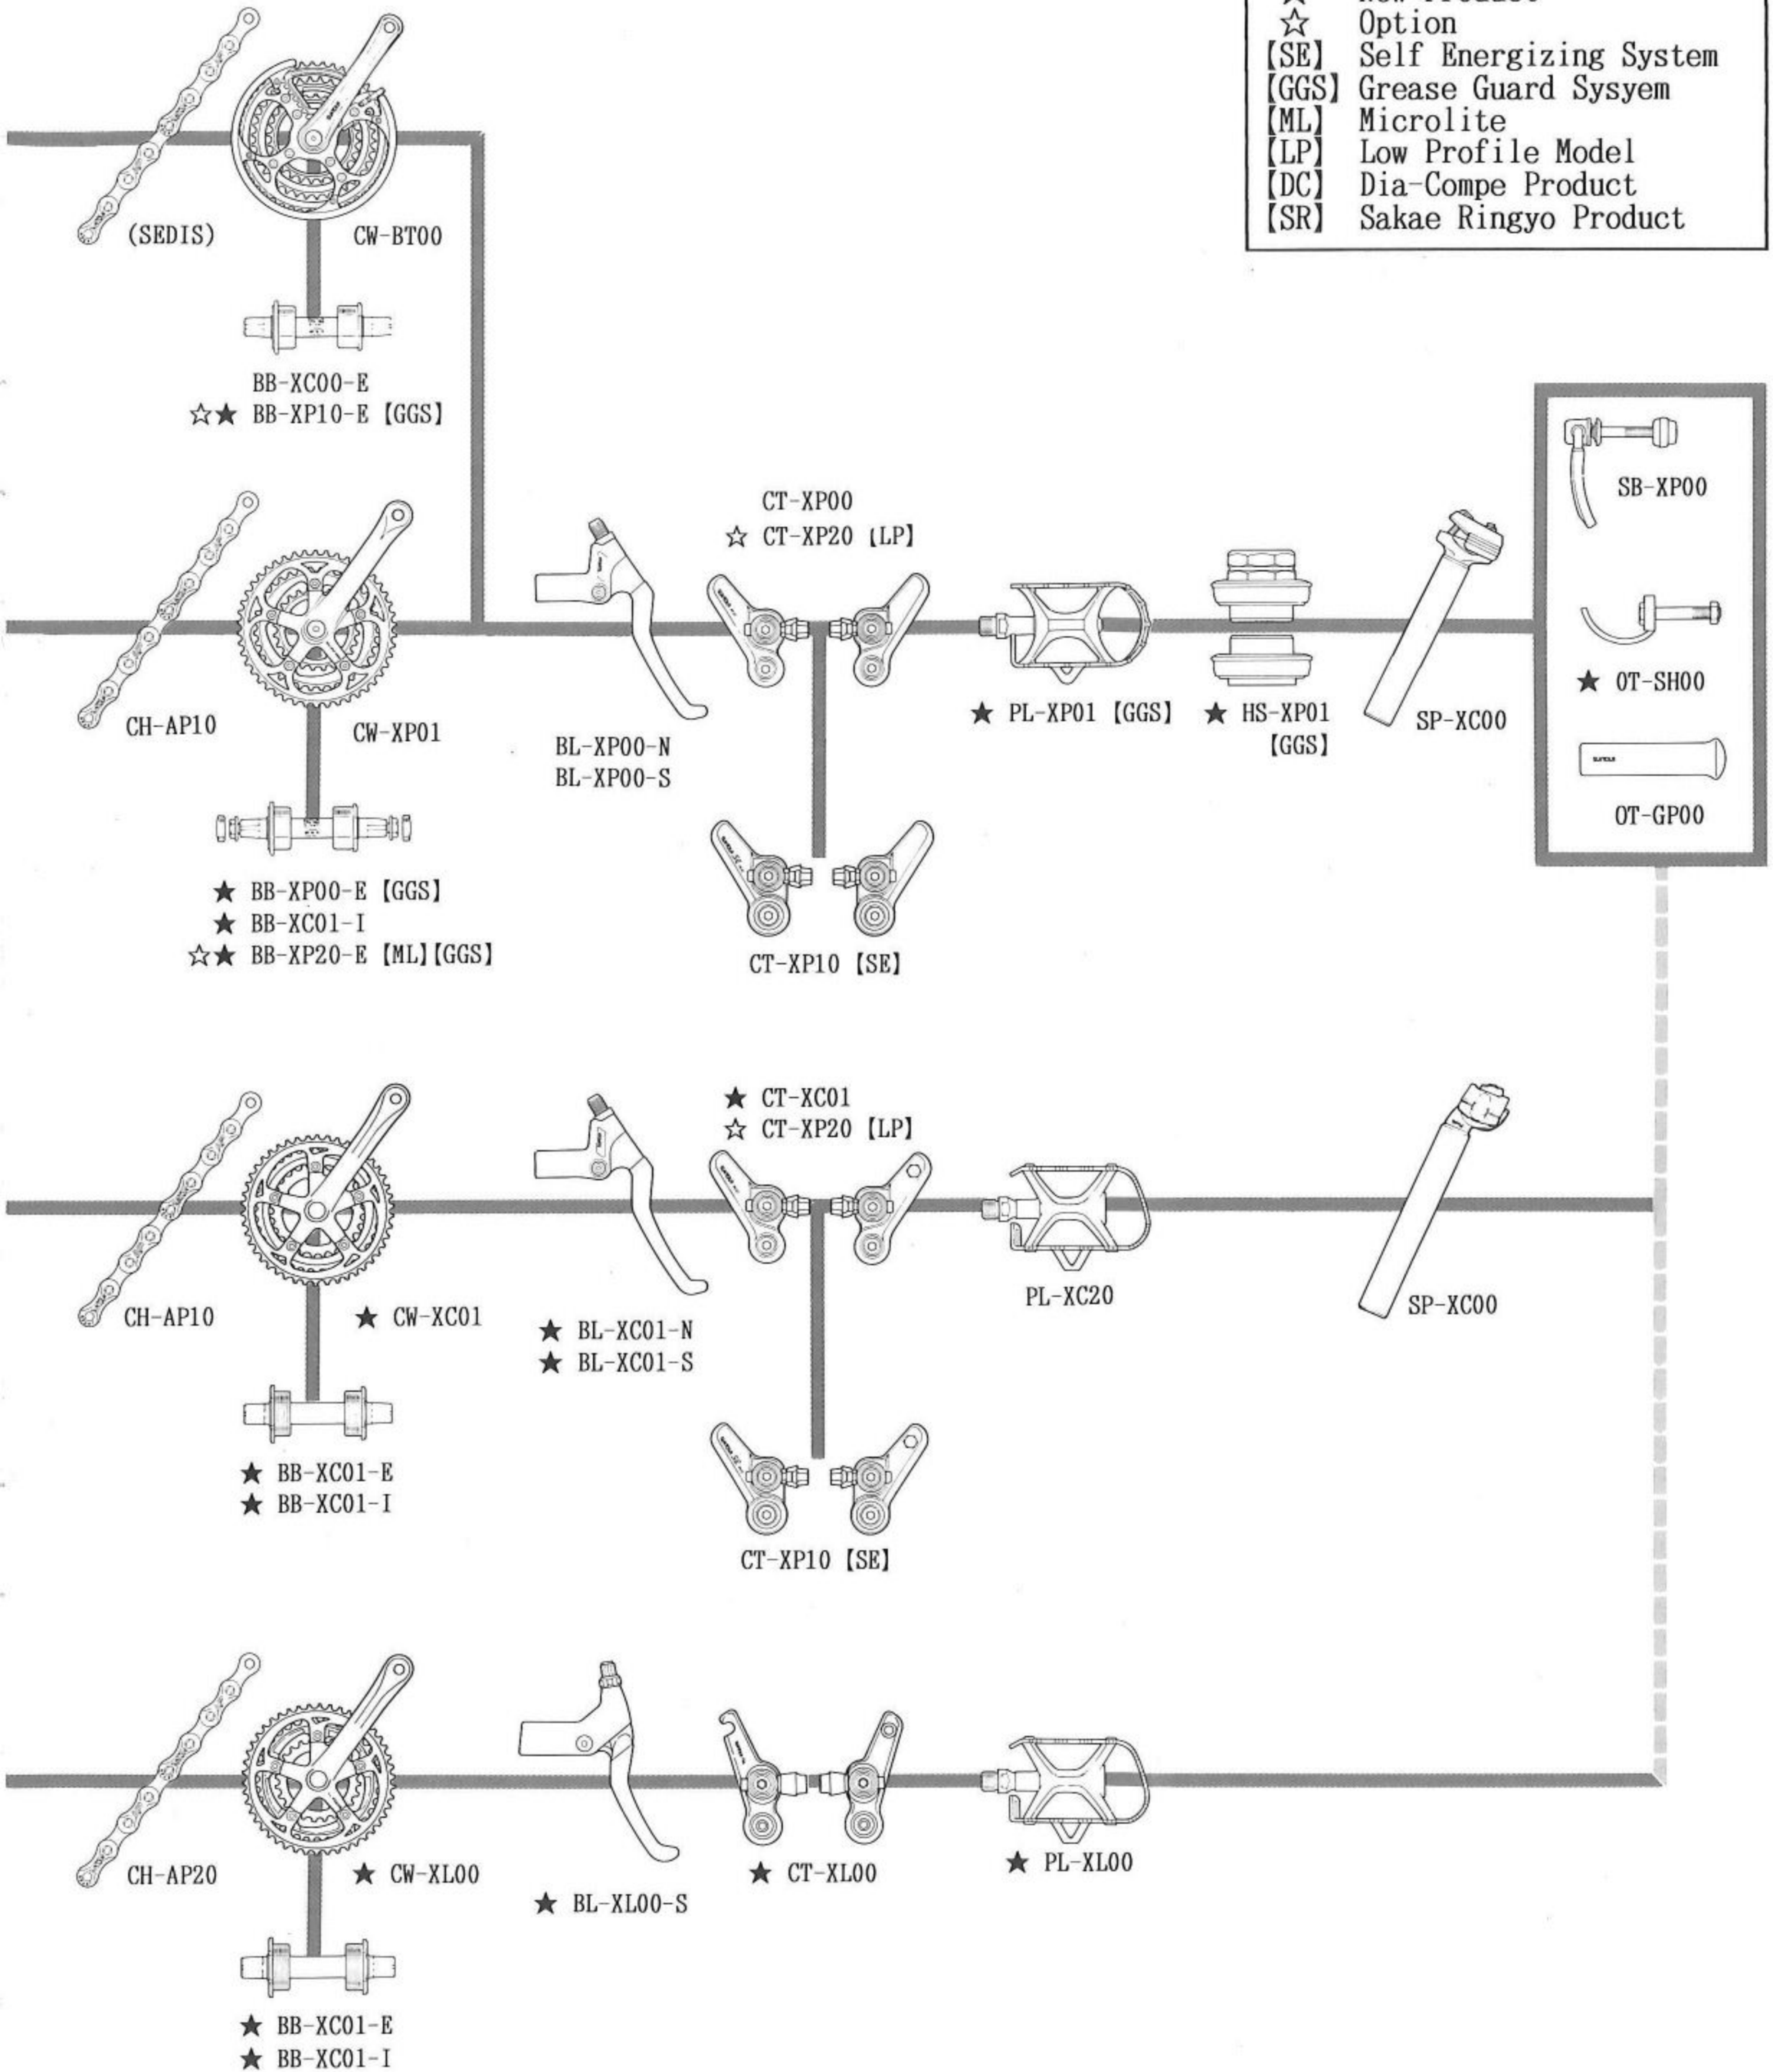 ☆ Option
【SE】 Self Energizing System
【GGS】 Grease Guard Sysyem
【ML】 Microlite
【LP】 Low Profile Model
【DC】 Dia-Compe Product
【SR】 Sakae Ringyo Product
(SEDIS)
CW-BT00
BB-XC00-E
☆★ BB-XP10-E【GGS】
CH-AP10
CW-XP01
★ BB-XP00-E【GGS】
★ BB-XC01-I
☆★ BB-XP20-E【ML】【GGS】
BL-XP00-N
BL-XP00-S
CT-XP00
☆ CT-XP20【LP】
CT-XP10【SE】
★ PL-XP01【GGS】
★ HS-XP01
【GGS】
SP-XC00
SB-XP00
★ OT-SH00
SUNTOUR
OT-GP00
CH-AP10
★ CW-XC01
★ BB-XC01-E
★ BB-XC01-I
★ BL-XC01-N
★ BL-XC01-S
★ CT-XC01
☆ CT-XP20【LP】
CT-XP10【SE】
PL-XC20
SP-XC00
CH-AP20
★ CW-XL00
★ BB-XC01-E
★ BB-XC01-I
★ BL-XL00-S
★ CT-XL00
★ PL-XL00